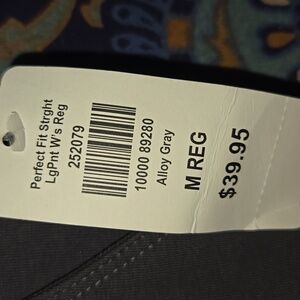 Perfect Fit Strght
LgPnt W's Reg
252079
10000 89280
Alloy Gray
M REG
$39.95